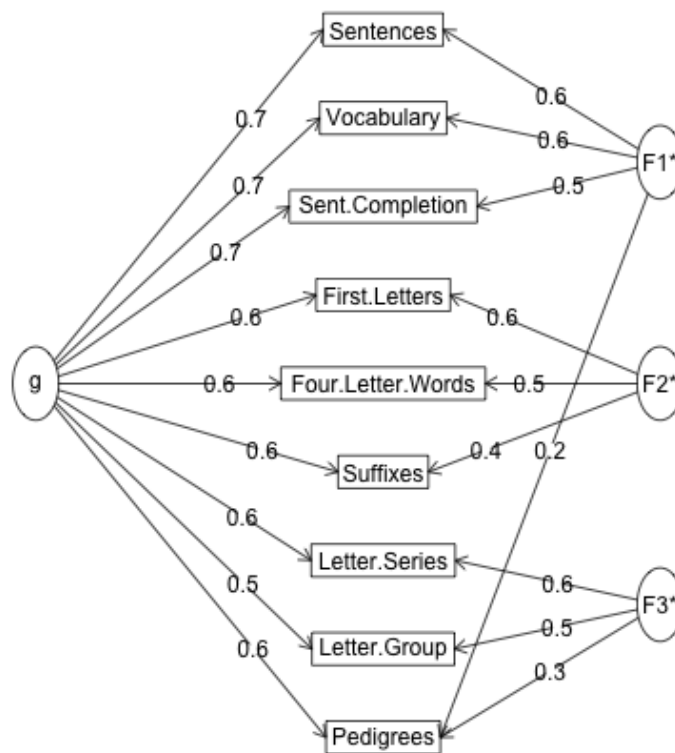 Sentences
0.7
0.6
Vocabulary
0.6
F1*
0.7
0.5
Sent.Completion
0.7
First.Letters
0.6
0.6
g
0.6
Four.Letter.Words
0.5
F2*
0.6
Suffixes
0.4
0.2
0.6
Letter.Series
0.6
F3*
0.5
0.5
Letter.Group
0.6
0.3
Pedigrees